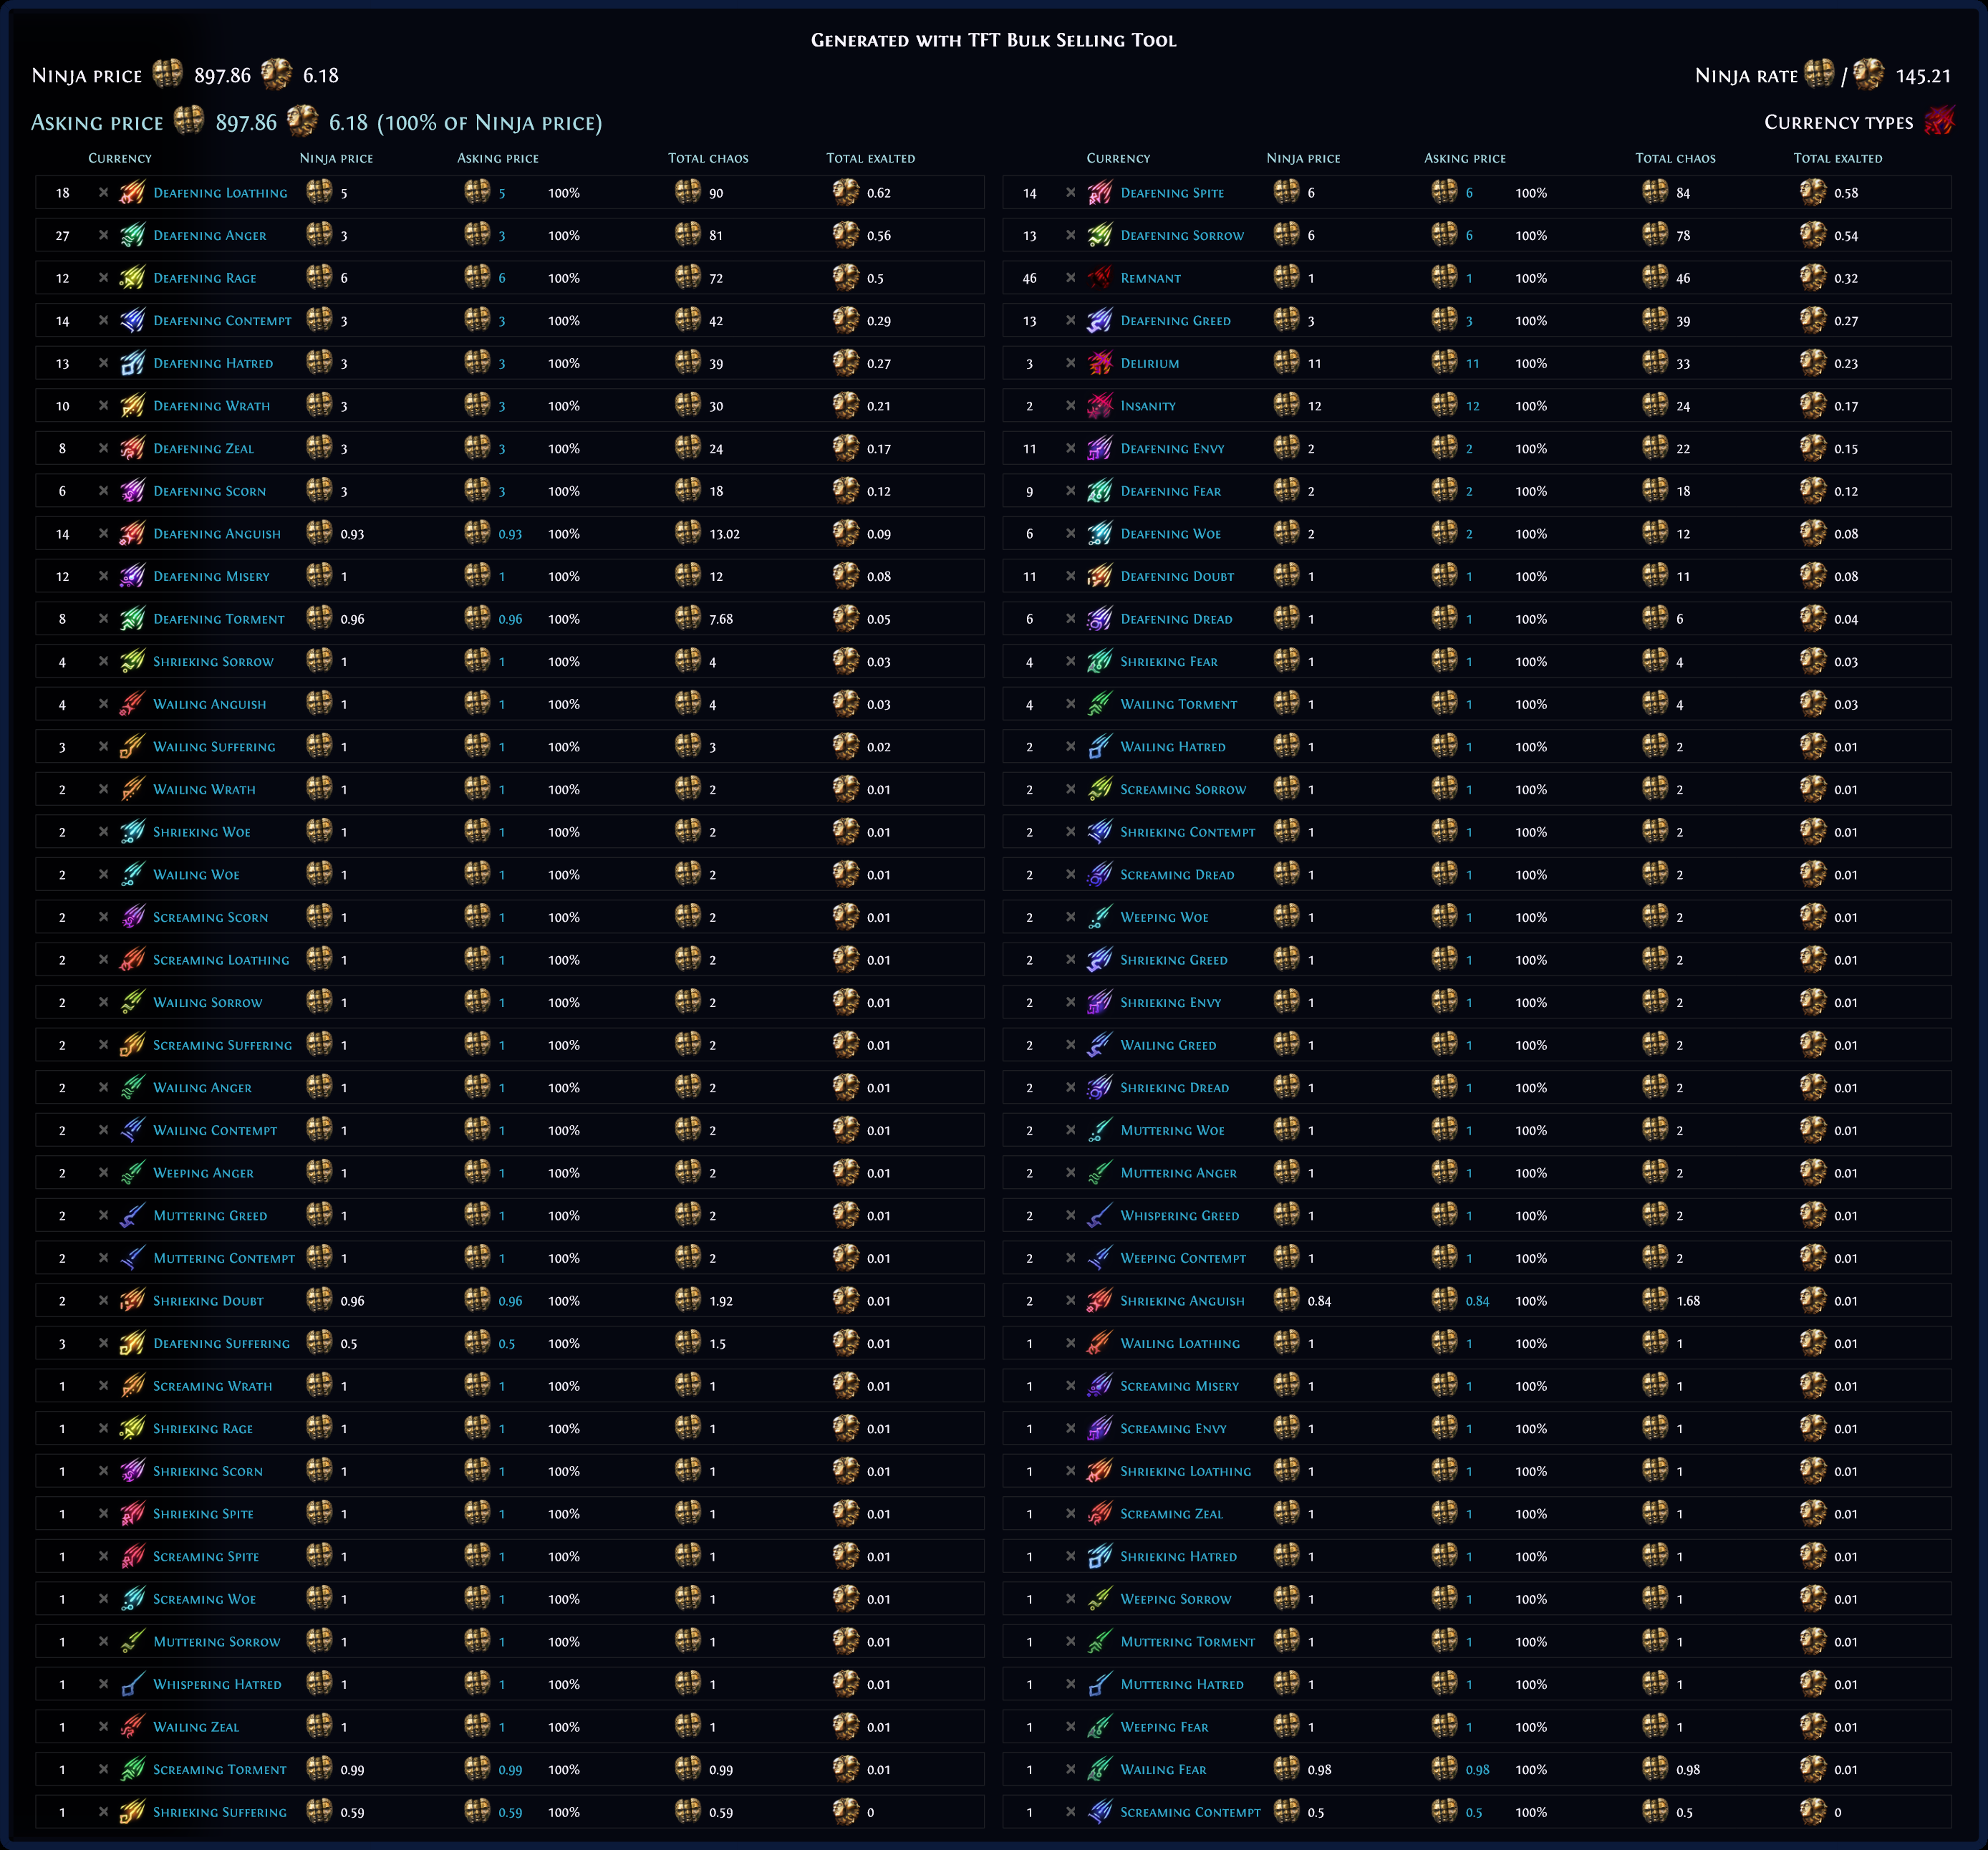 Generated with TFT Bulk Selling Tool
Ninja price 897.86 6.18 Ninja rate / 145.21
Asking price 897.86 6.18 (100% of Ninja price) Currency types
Currency Ninja price Asking price Total chaos Total exalted Currency Ninja price Asking price Total chaos Total exalted
18 × Deafening Loathing 5 5 100% 90 0.62 14 × Deafening Spite 6 6 100% 84 0.58
27 × Deafening Anger 3 3 100% 81 0.56 13 × Deafening Sorrow 6 6 100% 78 0.54
12 × Deafening Rage 6 6 100% 72 0.5 46 × Remnant 1 1 100% 46 0.32
14 × Deafening Contempt 3 3 100% 42 0.29 13 × Deafening Greed 3 3 100% 39 0.27
13 × Deafening Hatred 3 3 100% 39 0.27 3 × Delirium 11 11 100% 33 0.23
10 × Deafening Wrath 3 3 100% 30 0.21 2 × Insanity 12 12 100% 24 0.17
8 × Deafening Zeal 3 3 100% 24 0.17 11 × Deafening Envy 2 2 100% 22 0.15
6 × Deafening Scorn 3 3 100% 18 0.12 9 × Deafening Fear 2 2 100% 18 0.12
14 × Deafening Anguish 0.93 0.93 100% 13.02 0.09 6 × Deafening Woe 2 2 100% 12 0.08
12 × Deafening Misery 1 1 100% 12 0.08 11 × Deafening Doubt 1 1 100% 11 0.08
8 × Deafening Torment 0.96 0.96 100% 7.68 0.05 6 × Deafening Dread 1 1 100% 6 0.04
4 × Shrieking Sorrow 1 1 100% 4 0.03 4 × Shrieking Fear 1 1 100% 4 0.03
4 × Wailing Anguish 1 1 100% 4 0.03 4 × Wailing Torment 1 1 100% 4 0.03
3 × Wailing Suffering 1 1 100% 3 0.02 2 × Wailing Hatred 1 1 100% 2 0.01
2 × Wailing Wrath 1 1 100% 2 0.01 2 × Screaming Sorrow 1 1 100% 2 0.01
2 × Shrieking Woe 1 1 100% 2 0.01 2 × Shrieking Contempt 1 1 100% 2 0.01
2 × Wailing Woe 1 1 100% 2 0.01 2 × Screaming Dread 1 1 100% 2 0.01
2 × Screaming Scorn 1 1 100% 2 0.01 2 × Weeping Woe 1 1 100% 2 0.01
2 × Screaming Loathing 1 1 100% 2 0.01 2 × Shrieking Greed 1 1 100% 2 0.01
2 × Wailing Sorrow 1 1 100% 2 0.01 2 × Shrieking Envy 1 1 100% 2 0.01
2 × Screaming Suffering 1 1 100% 2 0.01 2 × Wailing Greed 1 1 100% 2 0.01
2 × Wailing Anger 1 1 100% 2 0.01 2 × Shrieking Dread 1 1 100% 2 0.01
2 × Wailing Contempt 1 1 100% 2 0.01 2 × Muttering Woe 1 1 100% 2 0.01
2 × Weeping Anger 1 1 100% 2 0.01 2 × Muttering Anger 1 1 100% 2 0.01
2 × Muttering Greed 1 1 100% 2 0.01 2 × Whispering Greed 1 1 100% 2 0.01
2 × Muttering Contempt 1 1 100% 2 0.01 2 × Weeping Contempt 1 1 100% 2 0.01
2 × Shrieking Doubt 0.96 0.96 100% 1.92 0.01 2 × Shrieking Anguish 0.84 0.84 100% 1.68 0.01
3 × Deafening Suffering 0.5 0.5 100% 1.5 0.01 1 × Wailing Loathing 1 1 100% 1 0.01
1 × Screaming Wrath 1 1 100% 1 0.01 1 × Screaming Misery 1 1 100% 1 0.01
1 × Shrieking Rage 1 1 100% 1 0.01 1 × Screaming Envy 1 1 100% 1 0.01
1 × Shrieking Scorn 1 1 100% 1 0.01 1 × Shrieking Loathing 1 1 100% 1 0.01
1 × Shrieking Spite 1 1 100% 1 0.01 1 × Screaming Zeal 1 1 100% 1 0.01
1 × Screaming Spite 1 1 100% 1 0.01 1 × Shrieking Hatred 1 1 100% 1 0.01
1 × Screaming Woe 1 1 100% 1 0.01 1 × Weeping Sorrow 1 1 100% 1 0.01
1 × Muttering Sorrow 1 1 100% 1 0.01 1 × Muttering Torment 1 1 100% 1 0.01
1 × Whispering Hatred 1 1 100% 1 0.01 1 × Muttering Hatred 1 1 100% 1 0.01
1 × Wailing Zeal 1 1 100% 1 0.01 1 × Weeping Fear 1 1 100% 1 0.01
1 × Screaming Torment 0.99 0.99 100% 0.99 0.01 1 × Wailing Fear 0.98 0.98 100% 0.98 0.01
1 × Shrieking Suffering 0.59 0.59 100% 0.59 0 1 × Screaming Contempt 0.5 0.5 100% 0.5 0